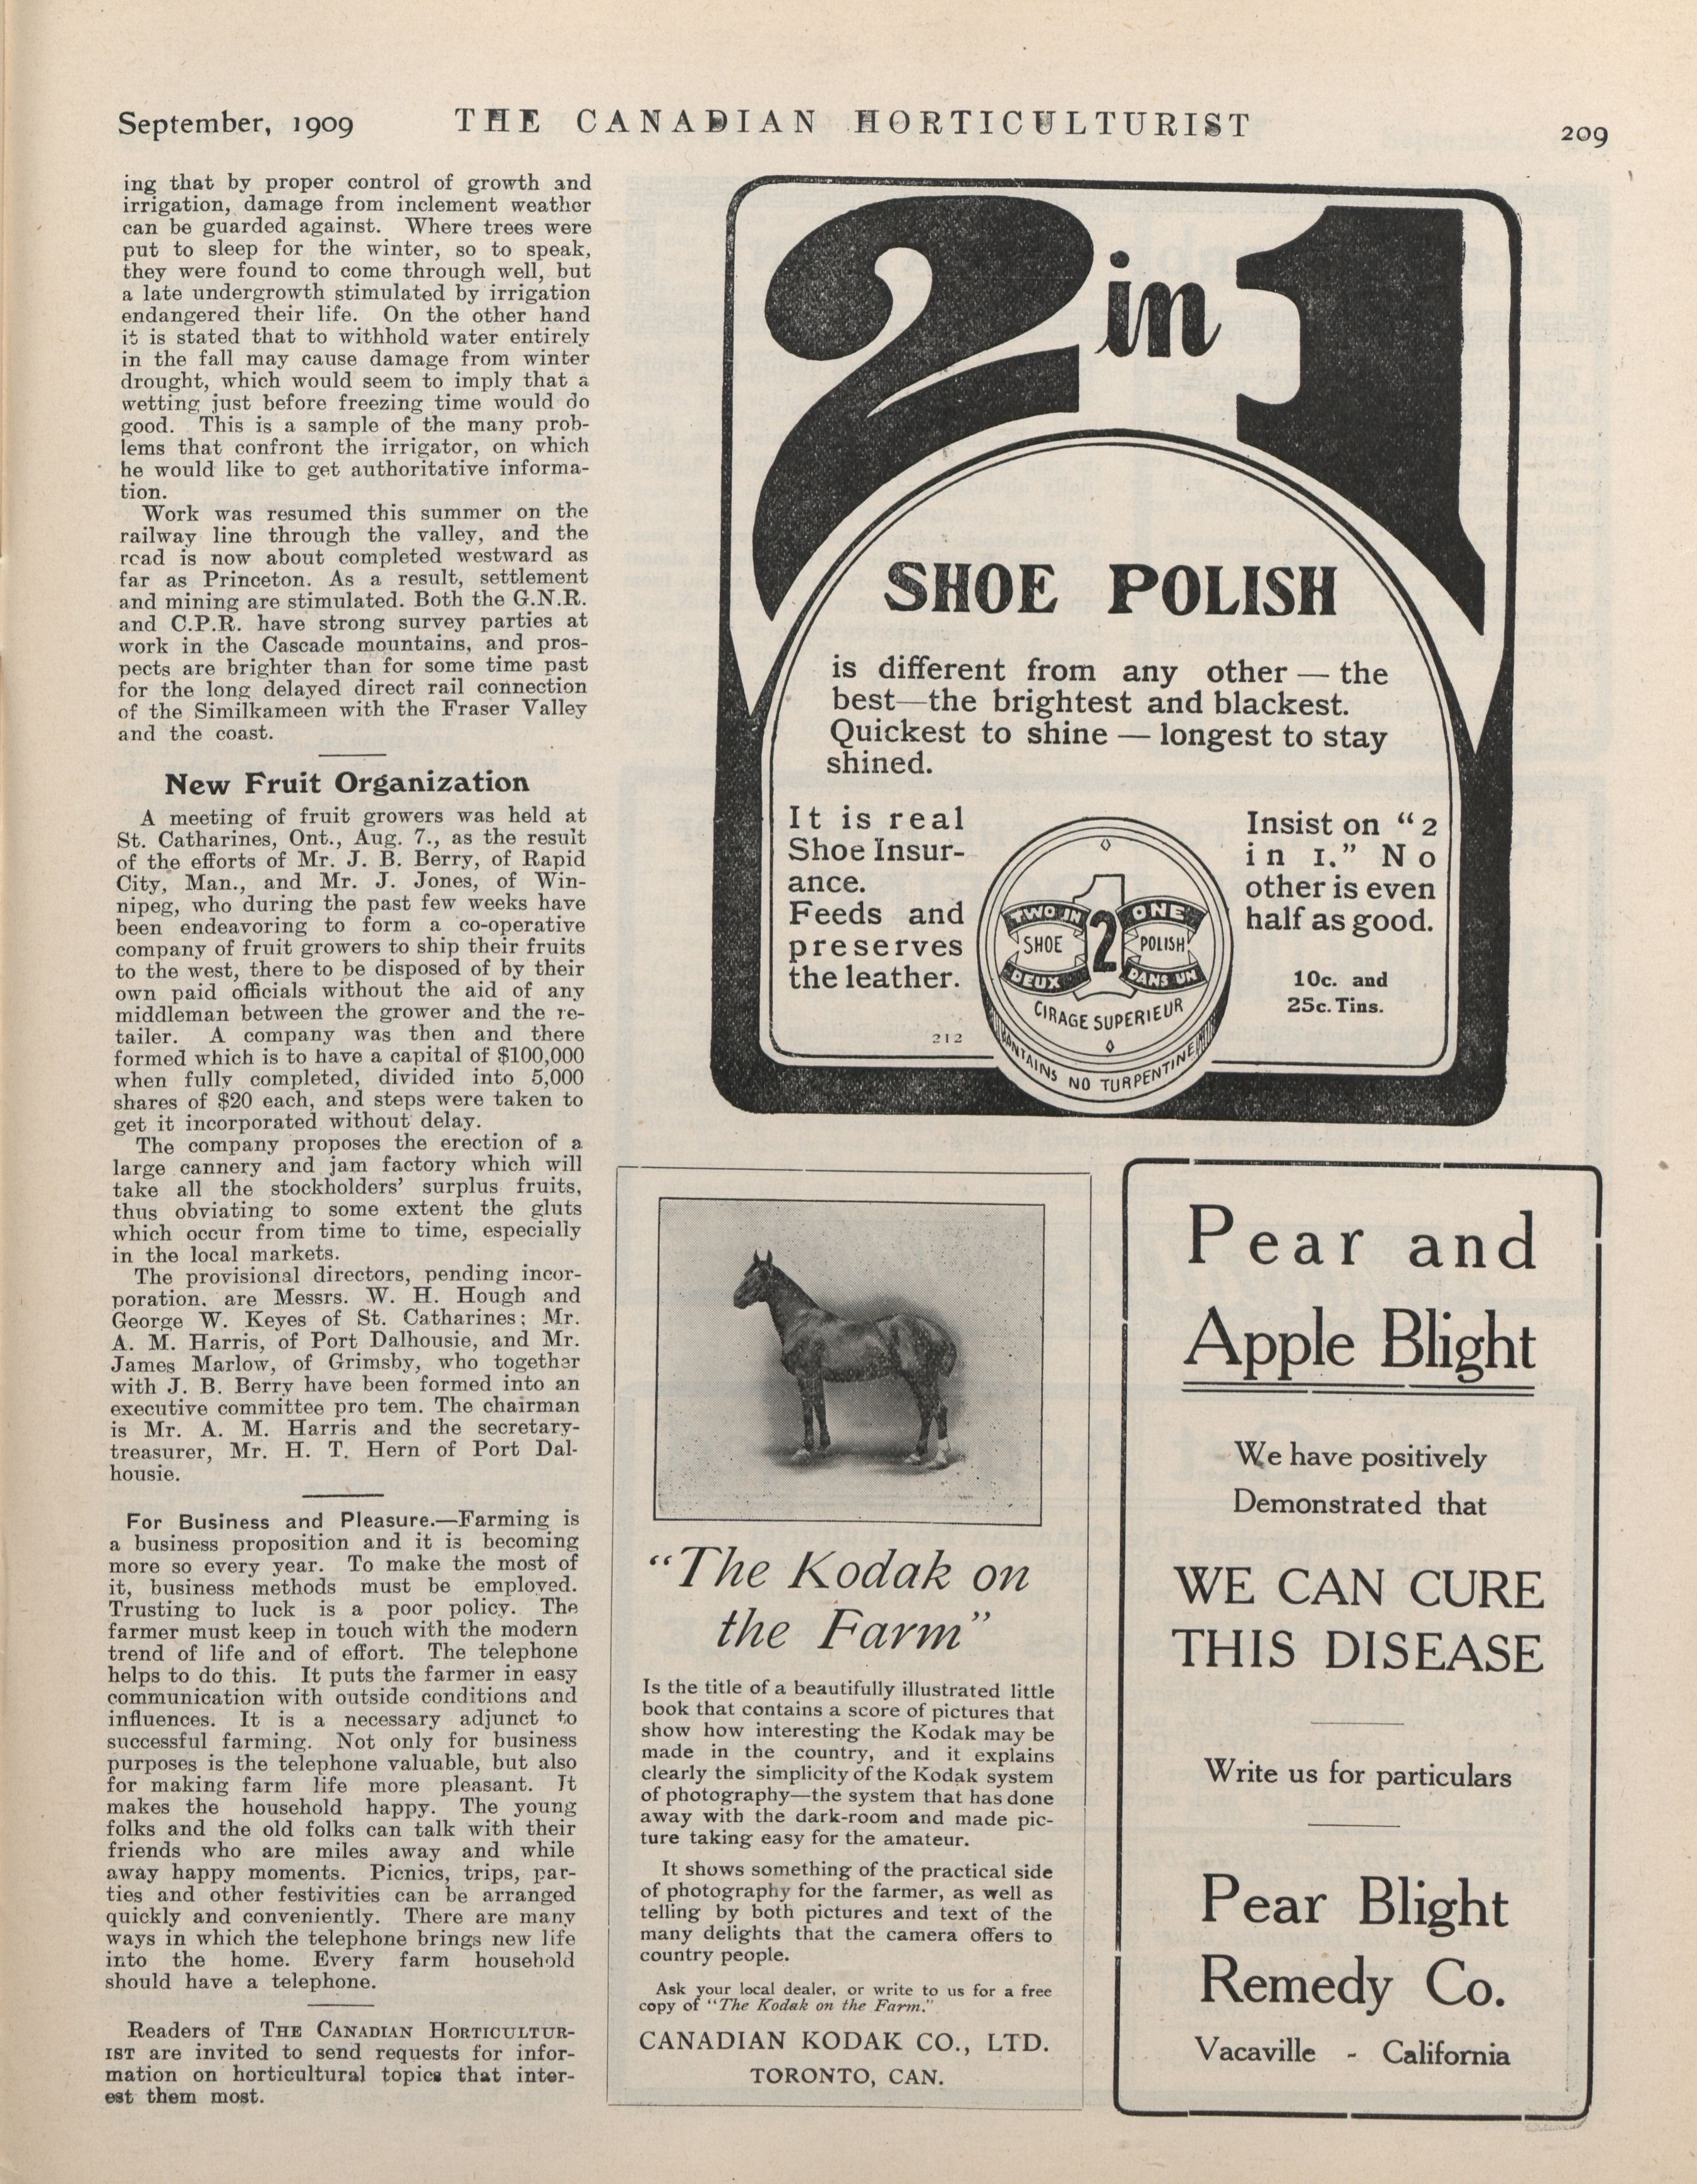 September, 1909 THE CANADIAN HORTICULTURIST 209
ing that by proper control of growth and
irrigation, damage from inclement weather
can be guarded against. Where trees were
put to sleep for the winter, so to speak,
they were found to come through well, but
a late undergrowth stimulated by irrigation
endangered their life. On the other hand
it is stated that to withhold water entirely
in the fall may cause damage from winter
drought, which would seem to imply that a
wetting just before freezing time would do
good. This is a sample of the many prob-
lems that confront the irrigator, on which
he would like to get authoritative informa-
tion.
Work was resumed this summer on the
railway line through the valley, and the
road is now about completed westward as
far as Princeton. As a result, settlement
and mining are stimulated. Both the G.N.R.
and C.P.R. have strong survey parties at
work in the Cascade mountains, and pros-
pects are brighter than for some time past
for the long delayed direct rail connection
of the Similkameen with the Fraser Valley
and the coast.
New Fruit Organization
A meeting of fruit growers was held at
St. Catharines, Ont., Aug. 7., as the result
of the efforts of Mr. J. B. Berry, of Rapid
City, Man., and Mr. J. Jones, of Win-
nipeg, who during the past few weeks have
been endeavoring to form a co-operative
company of fruit growers to ship their fruits
to the west, there to be disposed of by their
own paid officials without the aid of any
middleman between the grower and the re-
tailer. A company was then and there
formed which is to have a capital of $100,000
when fully completed, divided into 5,000
shares of $20 each, and steps were taken to
get it incorporated without delay.
The company proposes the erection of a
large cannery and jam factory which will
take all the stockholders' surplus fruits,
thus obviating to some extent the gluts
which occur from time to time, especially
in the local markets.
The provisional directors, pending incor-
poration, are Messrs. W. H. Hough and
George W. Keyes of St. Catharines; Mr.
A. M. Harris, of Port Dalhousie, and Mr.
James Marlow, of Grimsby, who together
with J. B. Berry have been formed into an
executive committee pro tem. The chairman
is Mr. A. M. Harris and the secretary-
treasurer, Mr. H. T. Hern of Port Dal-
housie.
For Business and Pleasure.—Farming is
a business proposition and it is becoming
more so every year. To make the most of
it, business methods must be employed.
Trusting to luck is a poor policy. The
farmer must keep in touch with the modern
trend of life and of effort. The telephone
helps to do this. It puts the farmer in easy
communication with outside conditions and
influences. It is a necessary adjunct to
successful farming. Not only for business
purposes is the telephone valuable, but also
for making farm life more pleasant. It
makes the household happy. The young
folks and the old folks can talk with their
friends who are miles away and while
away happy moments. Picnics, trips, par-
ties and other festivities can be arranged
quickly and conveniently. There are many
ways in which the telephone brings new life
into the home. Every farm household
should have a telephone.
Readers of THE CANADIAN HORTICULTUR-
IST are invited to send requests for infor-
mation on horticultural topics that inter-
est them most.
2 in 1
SHOE POLISH
is different from any other — the
best—the brightest and blackest.
Quickest to shine — longest to stay
shined.
It is real
Shoe Insur-
ance.
Feeds and
preserves
the leather.
212
TWO IN ONE
SHOE 2 POLISH
DEUX DANS UN
CIRAGE SUPERIEUR
CONTAINS NO TURPENTINE
Insist on "2
in 1." No
other is even
half as good.
10c. and
25c. Tins.
"The Kodak on
the Farm"
Is the title of a beautifully illustrated little
book that contains a score of pictures that
show how interesting the Kodak may be
made in the country, and it explains
clearly the simplicity of the Kodak system
of photography—the system that has done
away with the dark-room and made pic-
ture taking easy for the amateur.
It shows something of the practical side
of photography for the farmer, as well as
telling by both pictures and text of the
many delights that the camera offers to
country people.
Ask your local dealer, or write to us for a free
copy of "The Kodak on the Farm."
CANADIAN KODAK CO., LTD.
TORONTO, CAN.
Pear and
Apple Blight
We have positively
Demonstrated that
WE CAN CURE
THIS DISEASE
Write us for particulars
Pear Blight
Remedy Co.
Vacaville - California